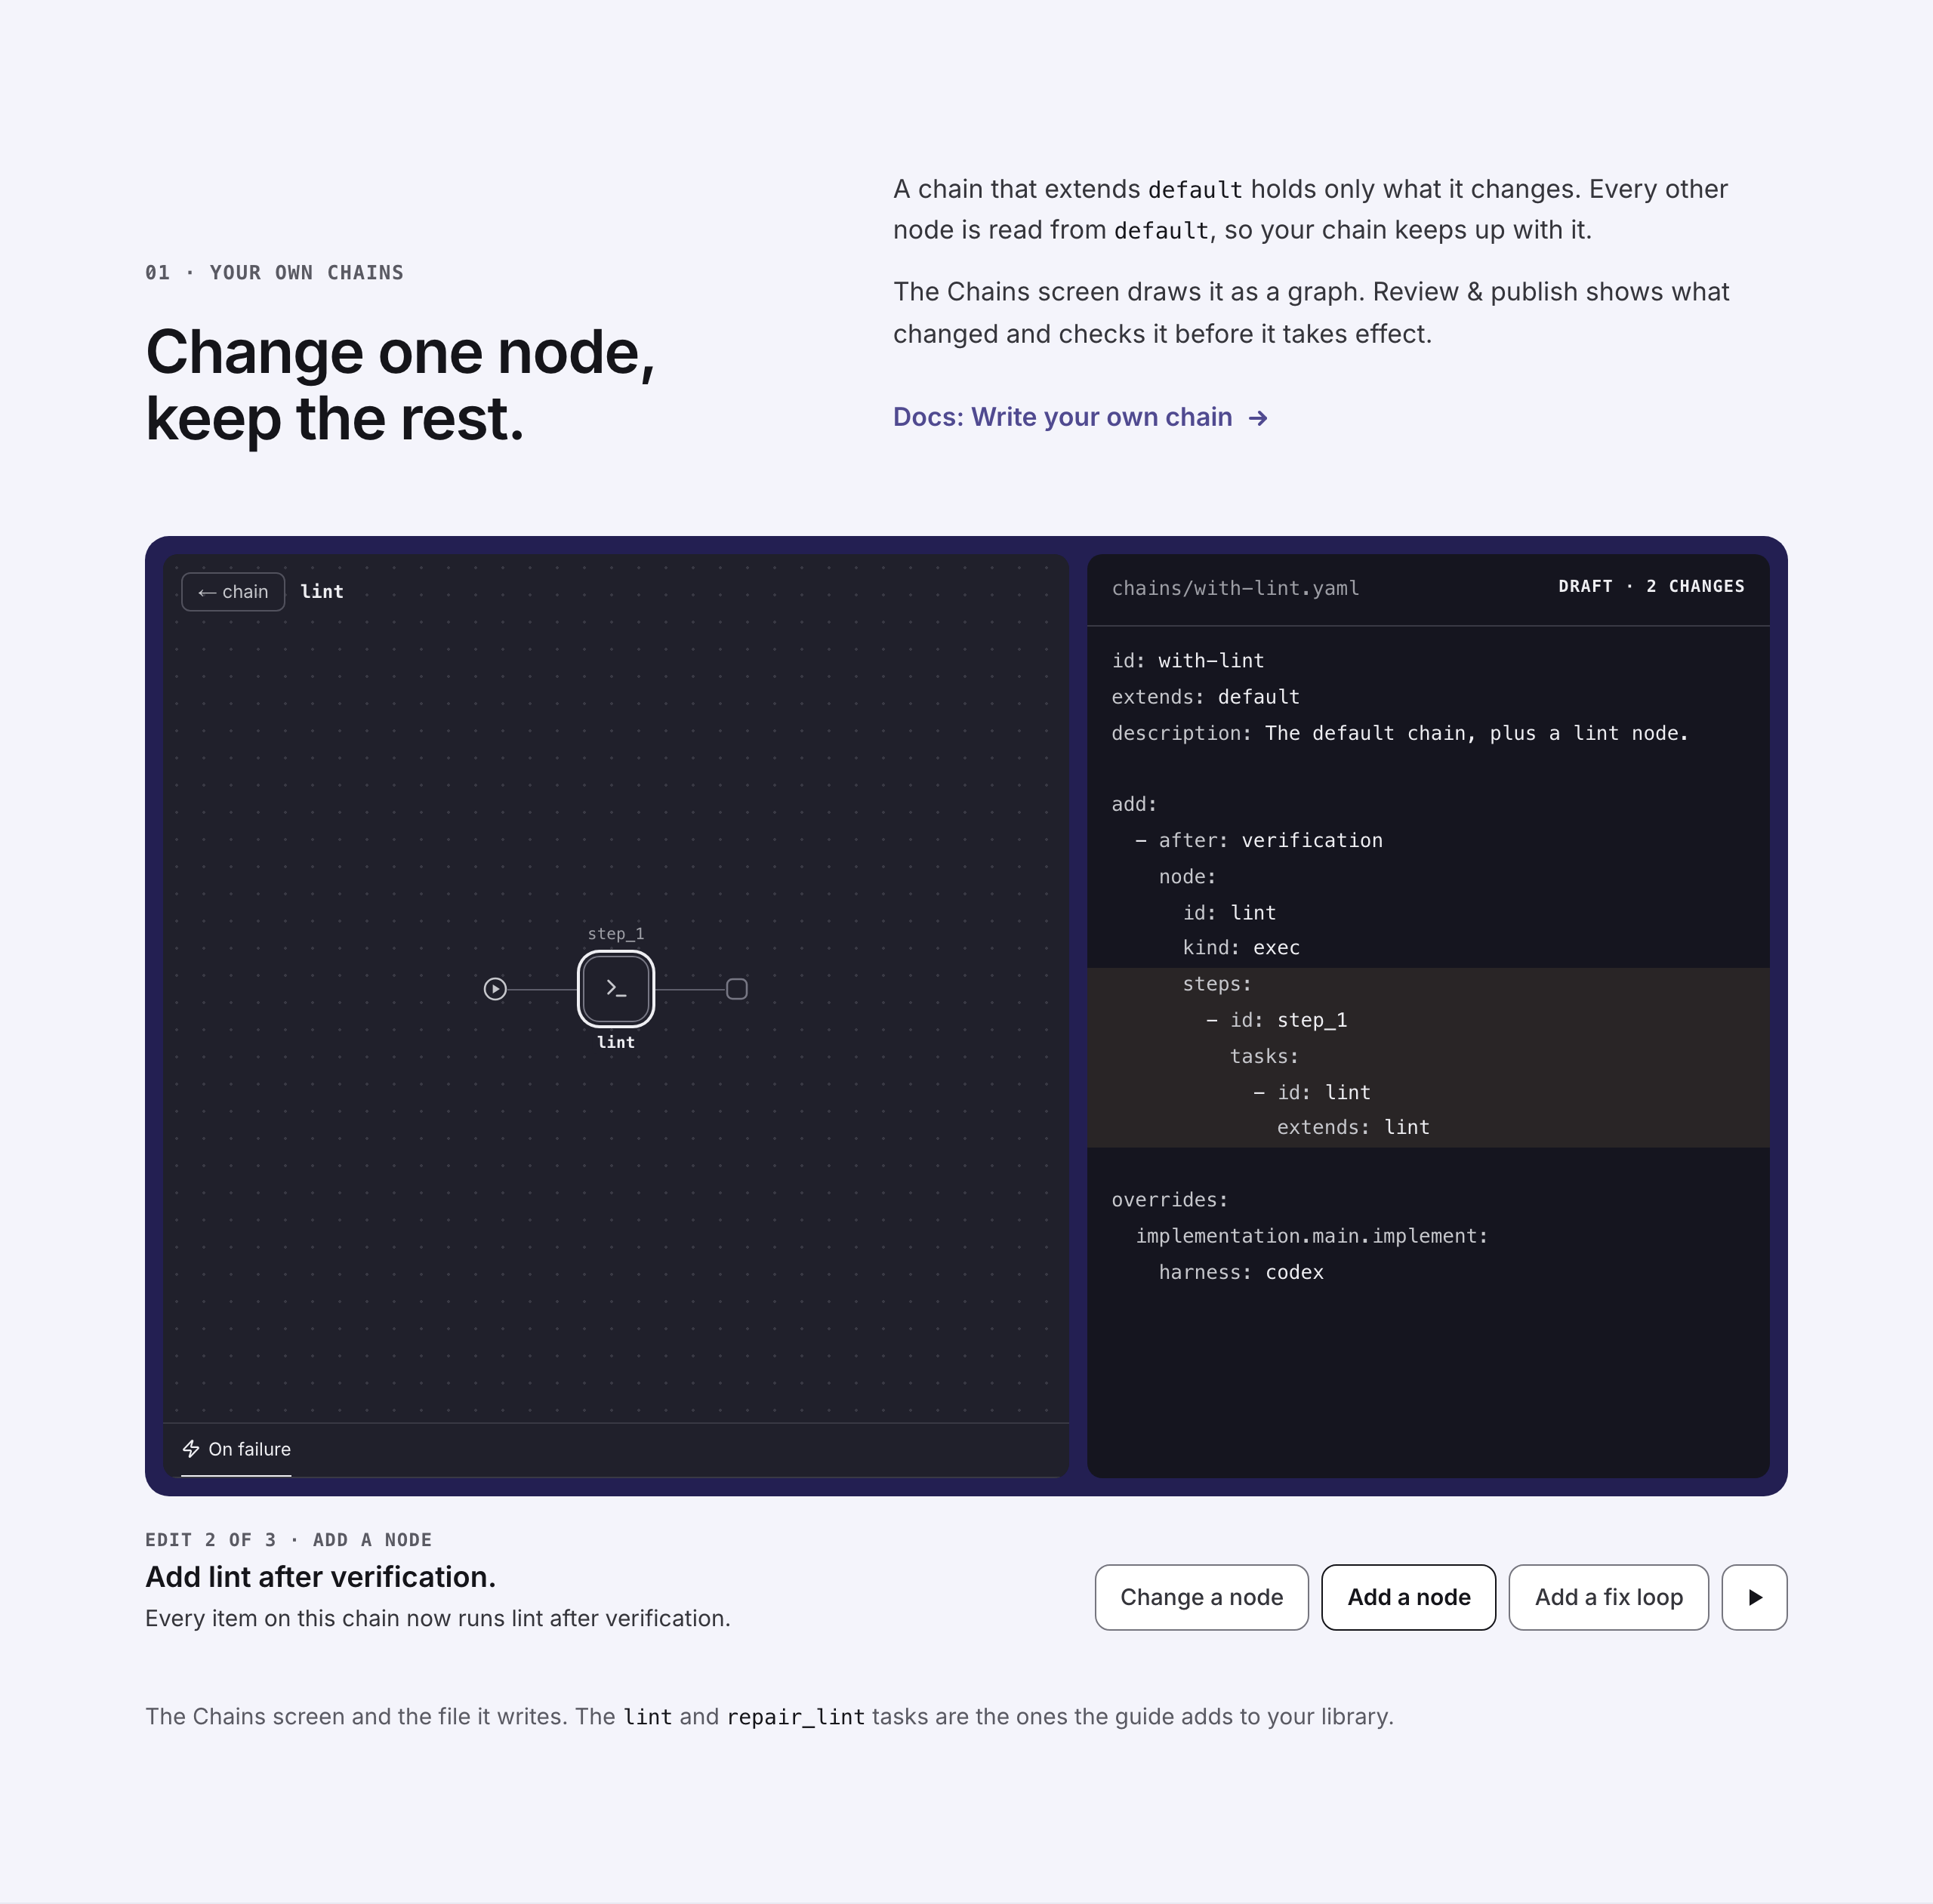 01 · YOUR OWN CHAINS
Change one node,
keep the rest.
A chain that extends default holds only what it changes. Every other
node is read from default, so your chain keeps up with it.
The Chains screen draws it as a graph. Review & publish shows what
changed and checks it before it takes effect.
Docs: Write your own chain →
← chain lint
step_1
lint
On failure
chains/with-lint.yaml DRAFT · 2 CHANGES
id: with-lint
extends: default
description: The default chain, plus a lint node.
add:
- after: verification
node:
id: lint
kind: exec
steps:
- id: step_1
tasks:
- id: lint
extends: lint
overrides:
implementation.main.implement:
harness: codex
EDIT 2 OF 3 · ADD A NODE
Add lint after verification.
Every item on this chain now runs lint after verification.
Change a node Add a node Add a fix loop
The Chains screen and the file it writes. The lint and repair_lint tasks are the ones the guide adds to your library.